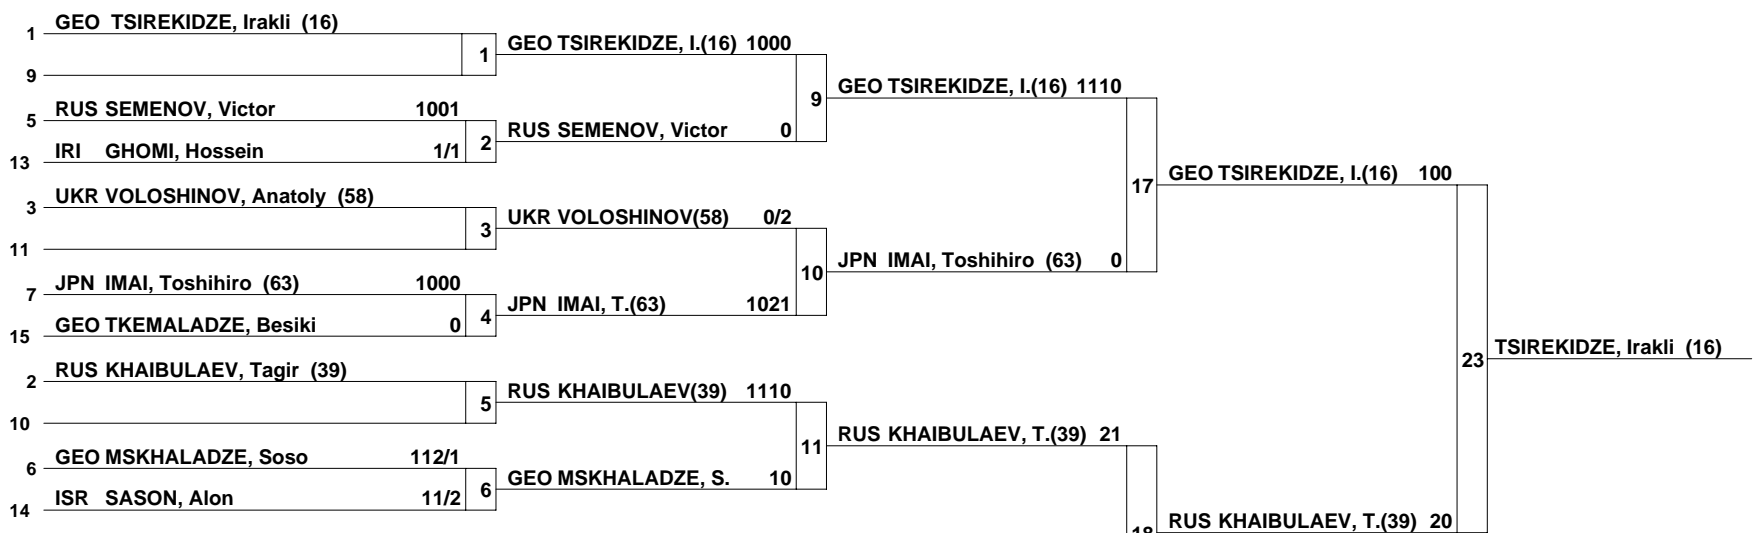 1 GEO TSIREKIDZE, Irakli (16)
9
1
GEO TSIREKIDZE, I.(16) 1000
5 RUS SEMENOV, Victor 1001
13 IRI GHOMI, Hossein 1/1
2
RUS SEMENOV, Victor 0
9
GEO TSIREKIDZE, I.(16) 1110
3 UKR VOLOSHINOV, Anatoly (58)
11
3
UKR VOLOSHINOV(58) 0/2
7 JPN IMAI, Toshihiro (63) 1000
15 GEO TKEMALADZE, Besiki 0
4
JPN IMAI, T.(63) 1021
10
JPN IMAI, Toshihiro (63) 0
17
GEO TSIREKIDZE, I.(16) 100
2 RUS KHAIBULAEV, Tagir (39)
10
5
RUS KHAIBULAEV(39) 1110
6 GEO MSKHALADZE, Soso 112/1
14 ISR SASON, Alon 11/2
6
GEO MSKHALADZE, S. 10
11
RUS KHAIBULAEV, T.(39) 21
18
RUS KHAIBULAEV, T.(39) 20
23
TSIREKIDZE, Irakli (16)